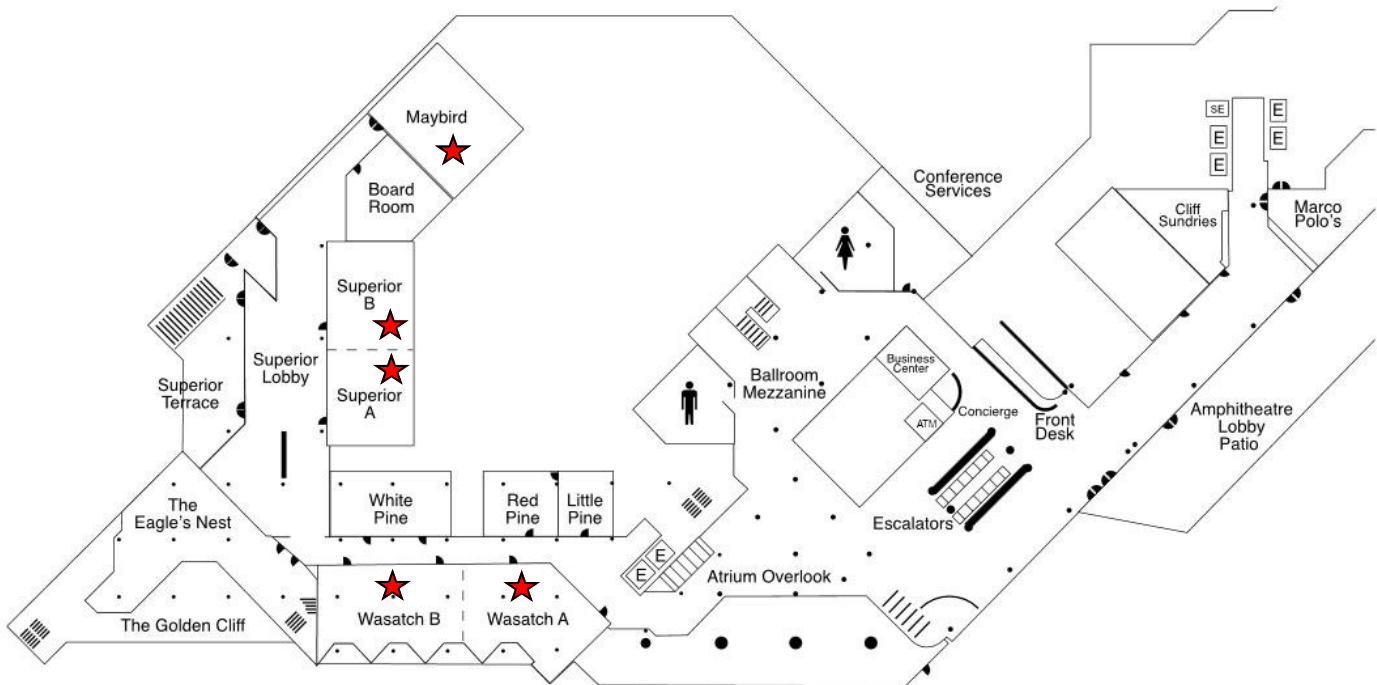 Maybird
Board
Room
Conference
Services
SE
E
E
E
E
Cliff
Sundries
Marco
Polo's
Superior
B
Superior
A
Superior
Lobby
Superior
Terrace
Ballroom
Mezzanine
Business
Center
ATM
Concierge
Front
Desk
Amphitheatre
Lobby
Patio
The
Eagle's Nest
White
Pine
Red
Pine
Little
Pine
Escalators
E
E
Atrium Overlook
The Golden Cliff
Wasatch B
Wasatch A